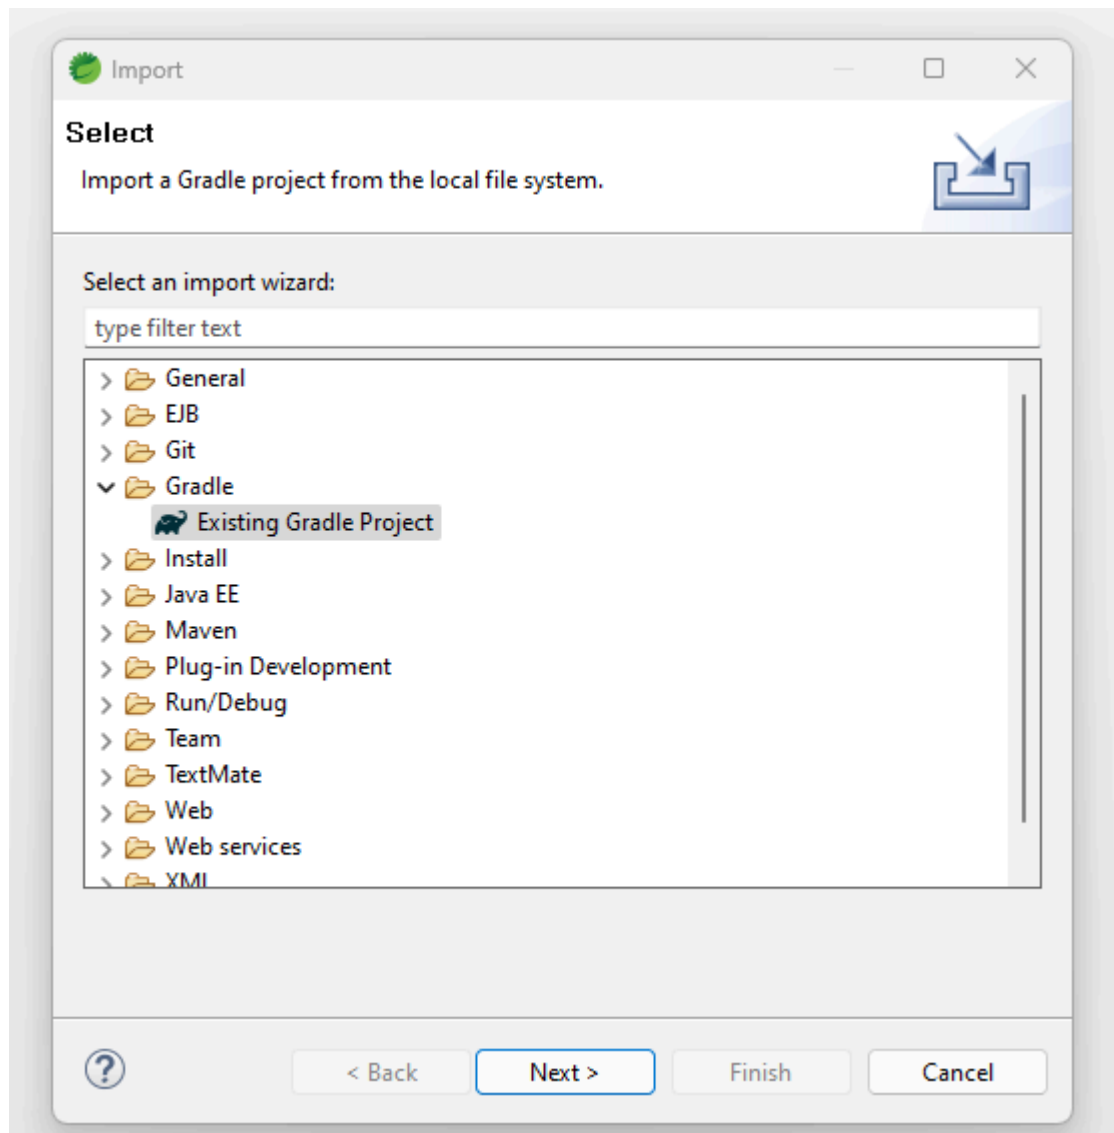 Import
Select
Import a Gradle project from the local file system.
Select an import wizard:
type filter text
General
EJB
Git
Gradle
Existing Gradle Project
Install
Java EE
Maven
Plug-in Development
Run/Debug
Team
TextMate
Web
Web services
XML
?
< Back Next > Finish Cancel